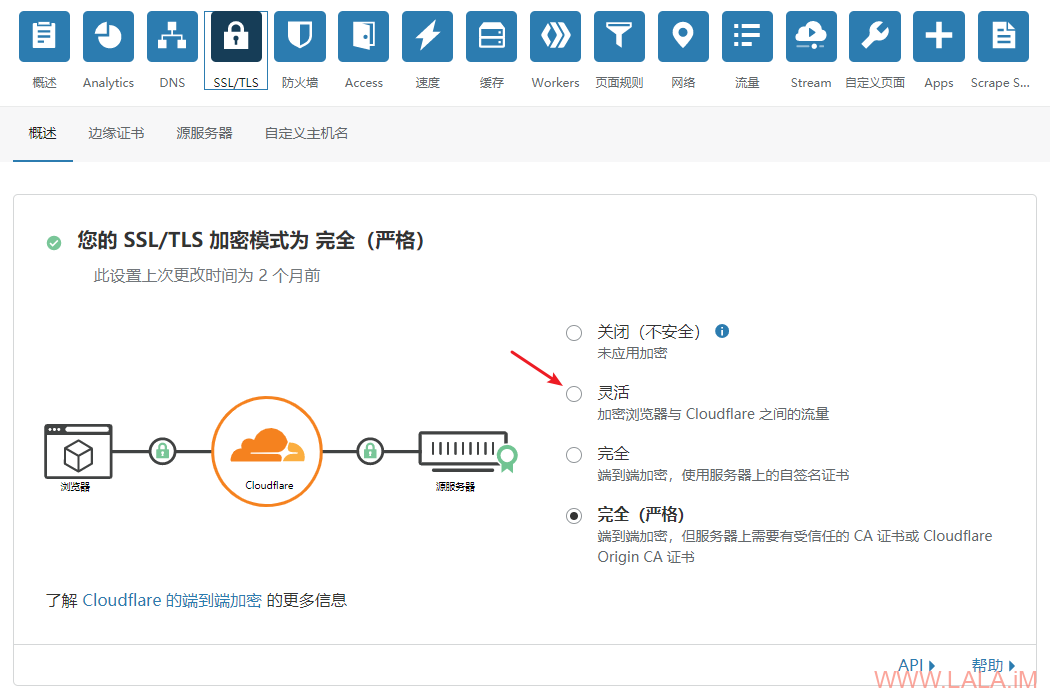 概述 Analytics DNS SSL/TLS 防火墙 Access 速度 缓存 Workers 页面规则 网络 流量 Stream 自定义页面 Apps Scrape S...
概述 边缘证书 源服务器 自定义主机名
您的 SSL/TLS 加密模式为 完全（严格）
此设置上次更改时间为 2 个月前
关闭（不安全）
未应用加密
灵活
加密浏览器与 Cloudflare 之间的流量
完全
端到端加密，使用服务器上的自签名证书
完全（严格）
端到端加密，但服务器上需要有受信任的 CA 证书或 Cloudflare
Origin CA 证书
浏览器
Cloudflare
源服务器
了解 Cloudflare 的端到端加密 的更多信息
API 帮助
WWW.LALA.iM